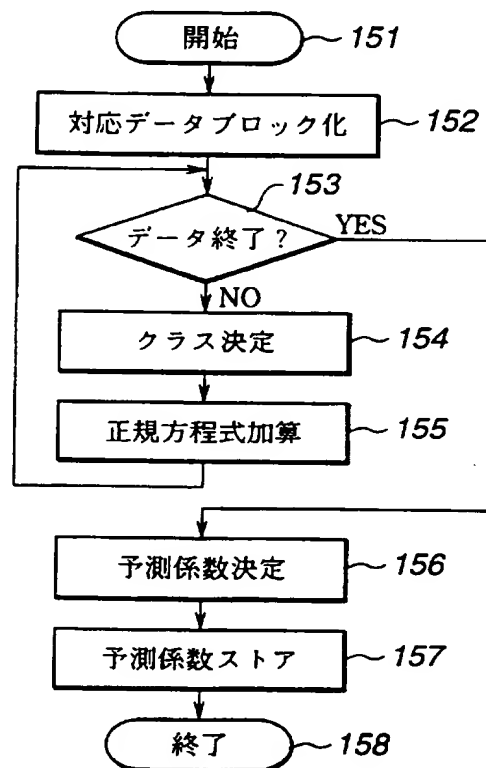 開始 151
対応データブロック化 152
153
データ終了? YES
NO
クラス決定 154
正規方程式加算 155
予測係数決定 156
予測係数ストア 157
終了 158